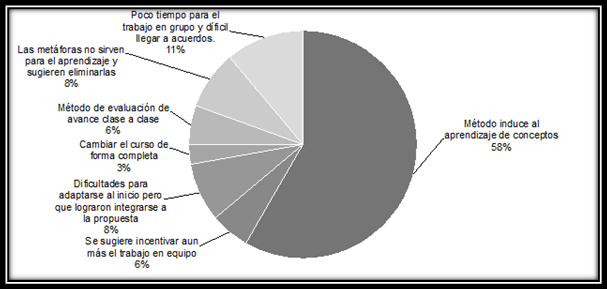 Poco tiempo para el
trabajo en grupo y díficil
llegar a acuerdos.
11%
Las metáforas no sirven
para el aprendizaje y
sugieren eliminarlas
8%
Método de evaluación de
avance clase a clase
6%
Cambiar el curso de
forma completa
3%
Dificultades para
adaptarse al inicio pero
que lograron integrarse a
la propuesta
8%
Se sugiere incentivar aun
más el trabajo en equipo
6%
Método induce al
aprendizaje de conceptos
58%